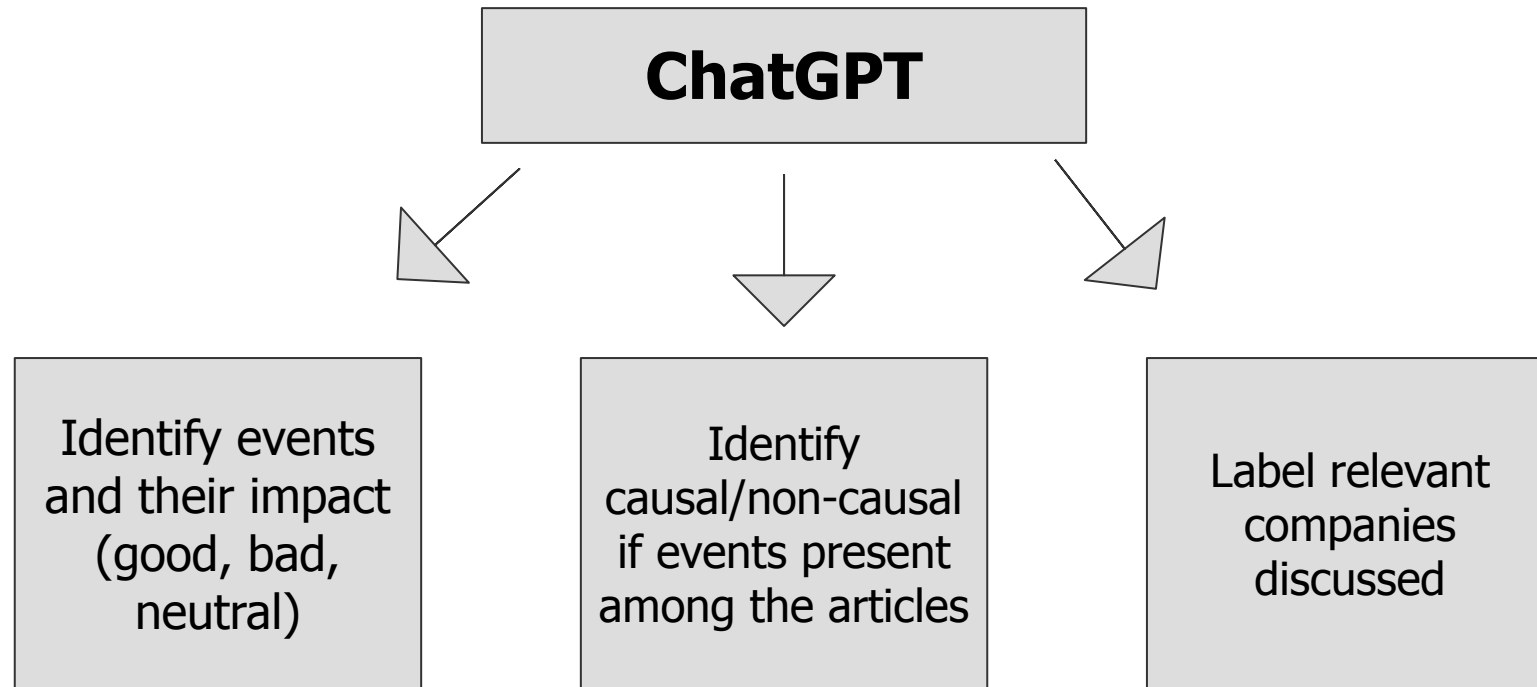 ChatGPT
Identify events
and their impact
(good, bad,
neutral)
Identify
causal/non-causal
if events present
among the articles
Label relevant
companies
discussed